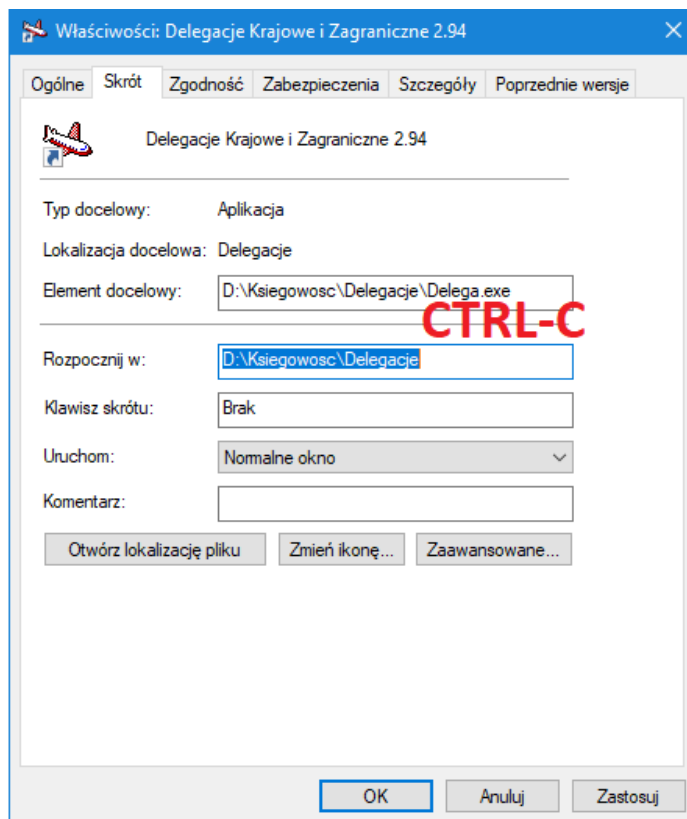 Właściwości: Delegacje Krajowe i Zagraniczne 2.94
Ogólne Skrót Zgodność Zabezpieczenia Szczegóły Poprzednie wersje
Delegacje Krajowe i Zagraniczne 2.94
Typ docelowy: Aplikacja
Lokalizacja docelowa: Delegacje
Element docelowy: D:\Ksiegowosc\Delegacje\Delega.exe
CTRL-C
Rozpocznij w: D:\Ksiegowosc\Delegacje
Klawisz skrótu: Brak
Uruchom: Normalne okno
Komentarz:
Otwórz lokalizację pliku Zmień ikonę... Zaawansowane...
OK Anuluj Zastosuj